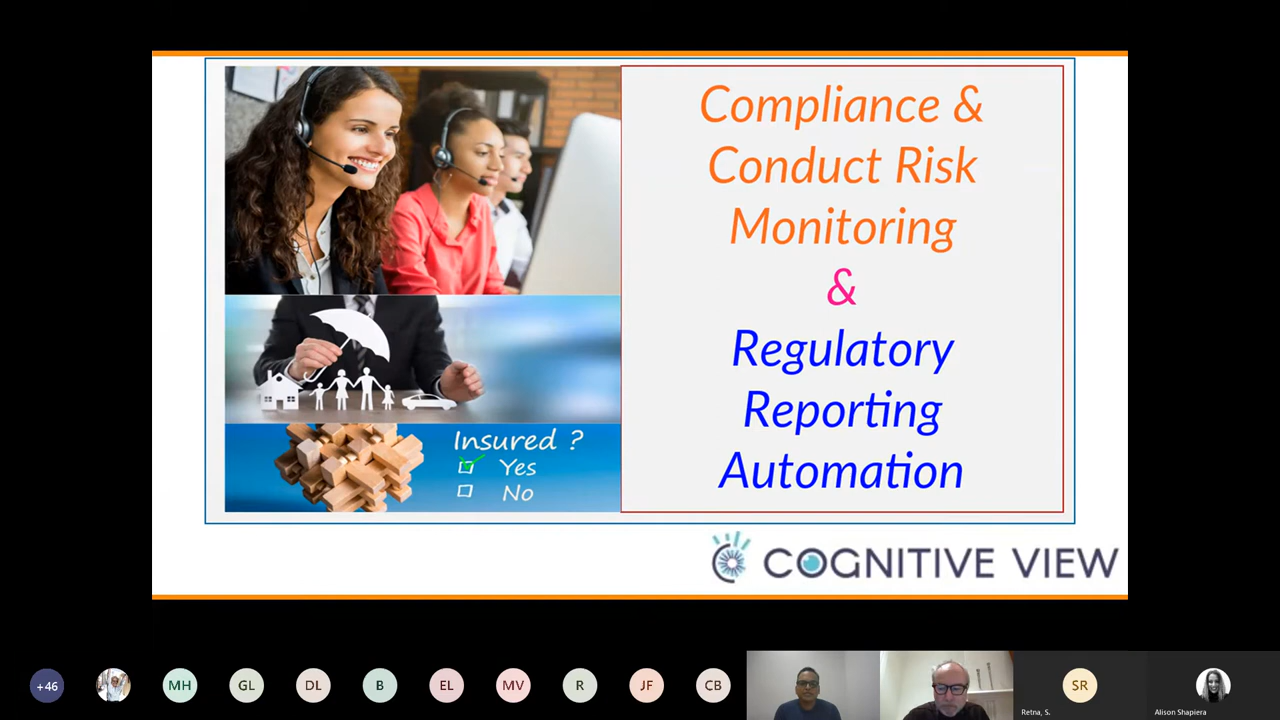 Compliance &
Conduct Risk
Monitoring
&
Regulatory
Reporting
Automation
Insured ?
Yes
No
COGNITIVE VIEW
+46
MH
GL
DL
B
EL
MV
R
JF
CB
SR
Retna, S.
Alison Shapiera